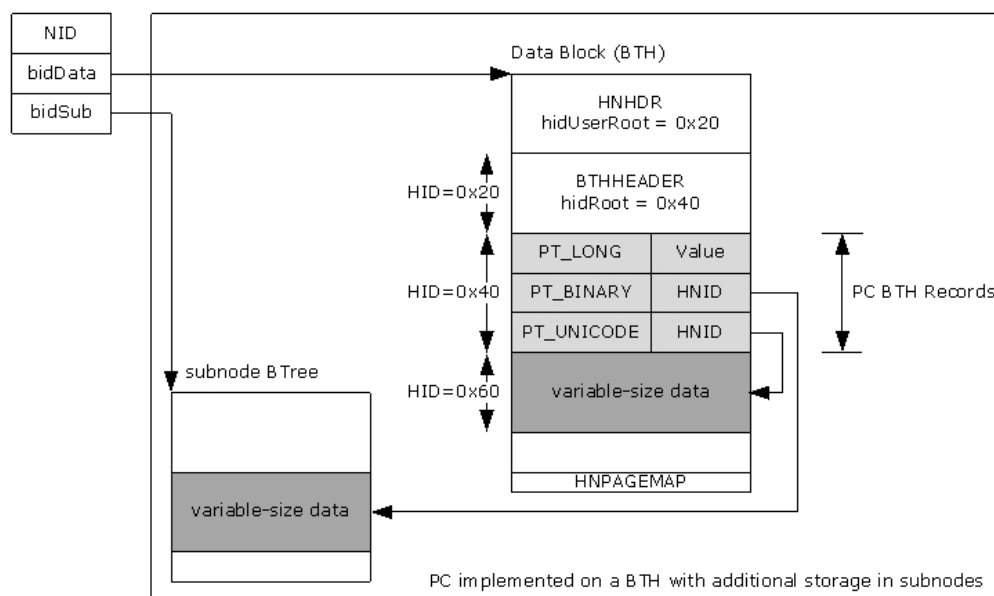 NID
bidData
bidSub
Data Block (BTH)
HNHDR
hidUserRoot = 0x20
HID=0x20
BTHHEADER
hidRoot = 0x40
HID=0x40
PT_LONG Value
PT_BINARY HNID
PT_UNICODE HNID
PC BTH Records
HID=0x60
variable-size data
HNPAGEMAP
subnode BTree
variable-size data
PC implemented on a BTH with additional storage in subnodes